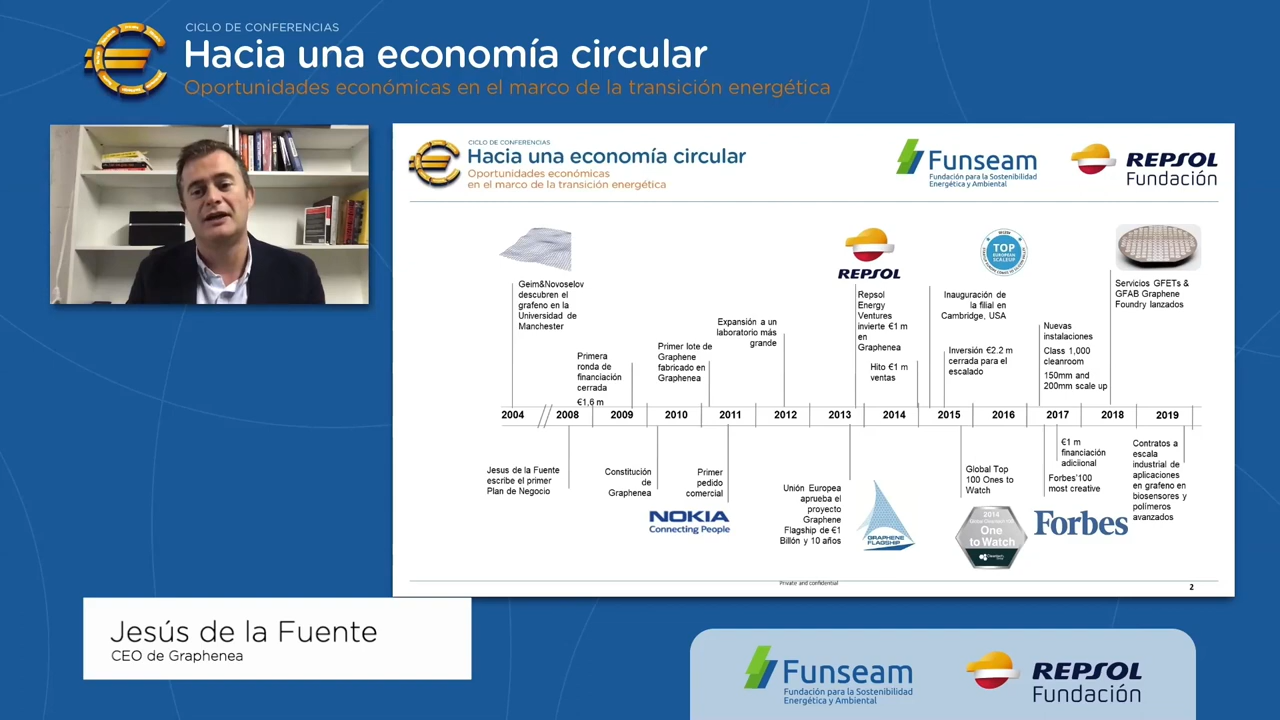 CICLO DE CONFERENCIAS
Hacia una economía circular
Oportunidades económicas en el marco de la transición energética
CICLO DE CONFERENCIAS
Hacia una economía circular
Oportunidades económicas
en el marco de la transición energética
Funseam
Fundación para la Sostenibilidad
Energética y Ambiental
REPSOL
Fundación
Geim&Novoselov
descubren el
grafeno en la
Universidad de
Manchester
Primera
ronda de
financiación
cerrada
€1,6 m
Primer lote de
Graphene
fabricado en
Graphenea
Expansión a un
laboratorio más
grande
REPSOL
Repsol
Energy
Ventures
invierte €1 m
en
Graphenea
Hito €1 m
ventas
TOP
EUROPEAN
SCALEUP
Inauguración de
la filial en
Cambridge, USA
Inversión €2.2 m
cerrada para el
escalado
Nuevas
instalaciones
Class 1,000
cleanroom
150mm and
200mm scale up
Servicios GFETs &
GFAB Graphene
Foundry lanzados
2004 2008 2009 2010 2011 2012 2013 2014 2015 2016 2017 2018 2019
Jesus de la Fuente
escribe el primer
Plan de Negocio
Constitución
de
Graphenea
Primer
pedido
comercial
NOKIA
Connecting People
Unión Europea
aprueba el
proyecto
Graphene
Flagship de €1
Billón y 10 años
GRAPHENE
FLAGSHIP
Global Top
100 Ones to
Watch
2014
One
to Watch
€1 m
financiación
adiciional
Forbes'100
most creative
Forbes
Contratos a
escala
industrial de
aplicaciones
en grafeno en
biosensores y
polímeros
avanzados
Private and confidential
2
Jesús de la Fuente
CEO de Graphenea
Funseam
Fundación para la Sostenibilidad
Energética y Ambiental
REPSOL
Fundación